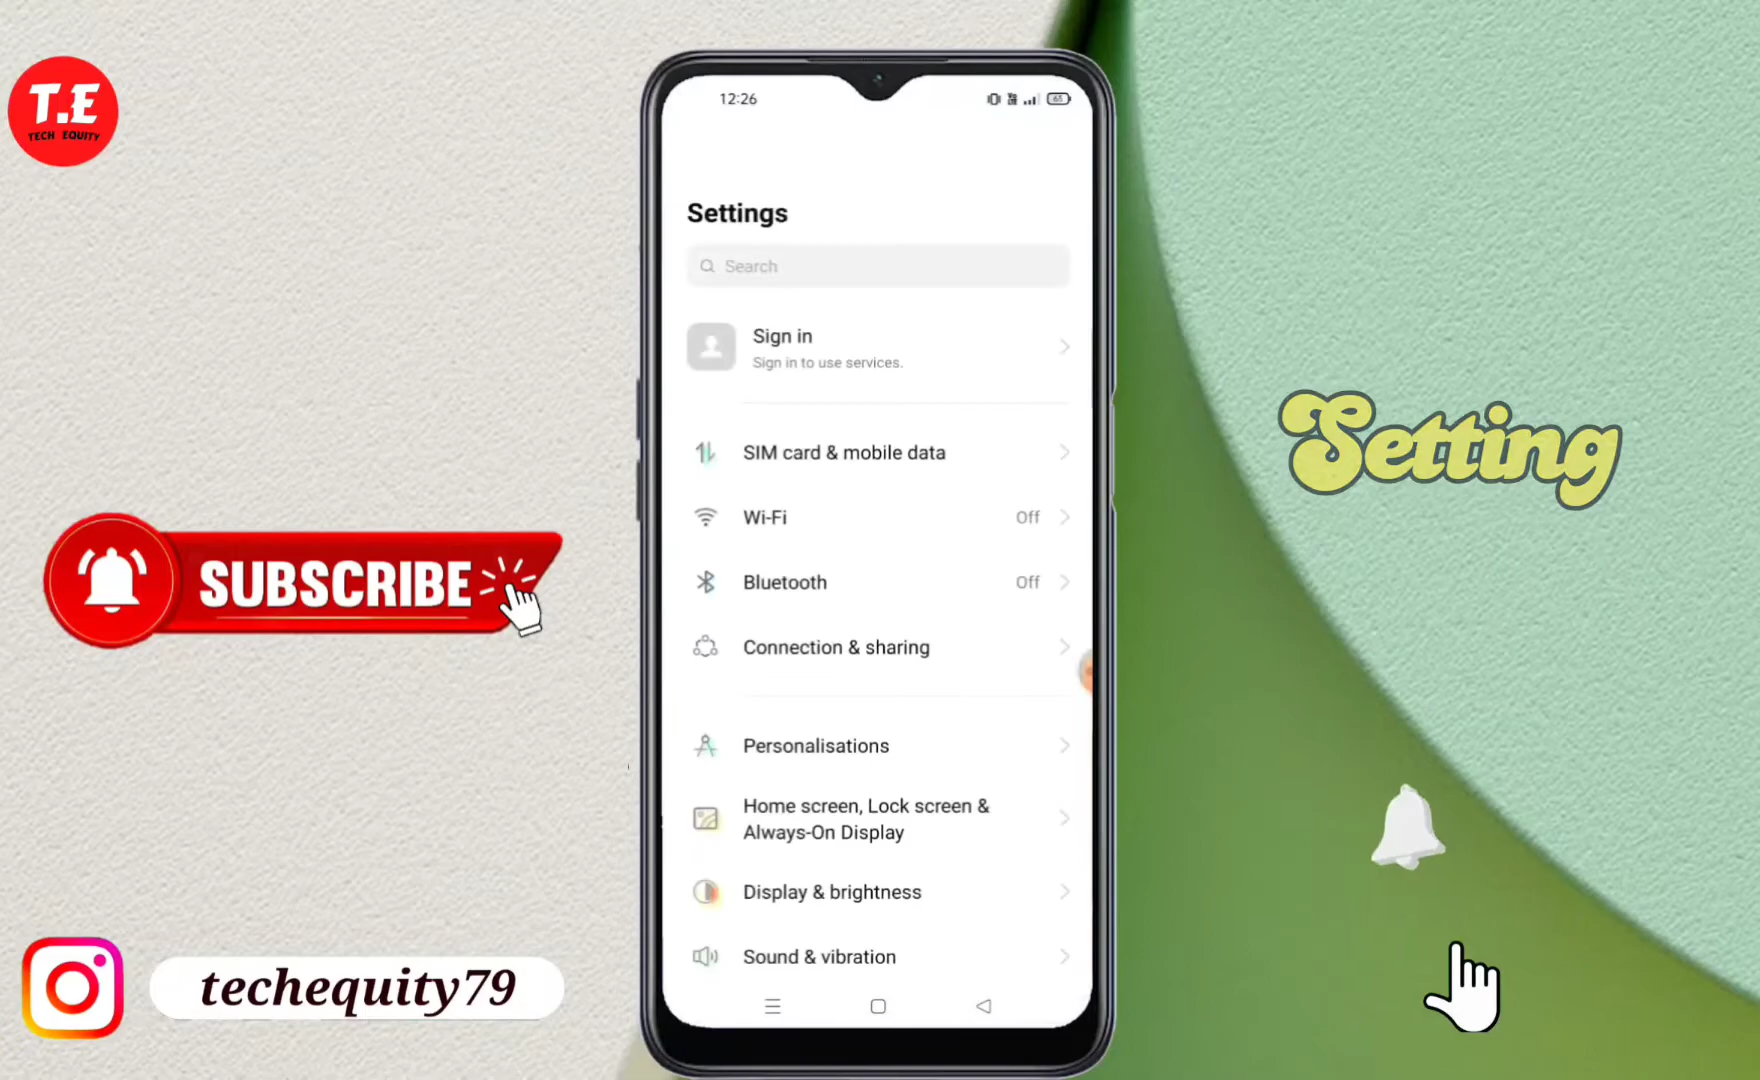 T.E
TECH EQUITY
12:26
65
Settings
Search
Sign in
Sign in to use services.
SIM card & mobile data
Wi-Fi Off
Bluetooth Off
Connection & sharing
Personalisations
Home screen, Lock screen &
Always-On Display
Display & brightness
Sound & vibration
SUBSCRIBE
techequity79
Setting